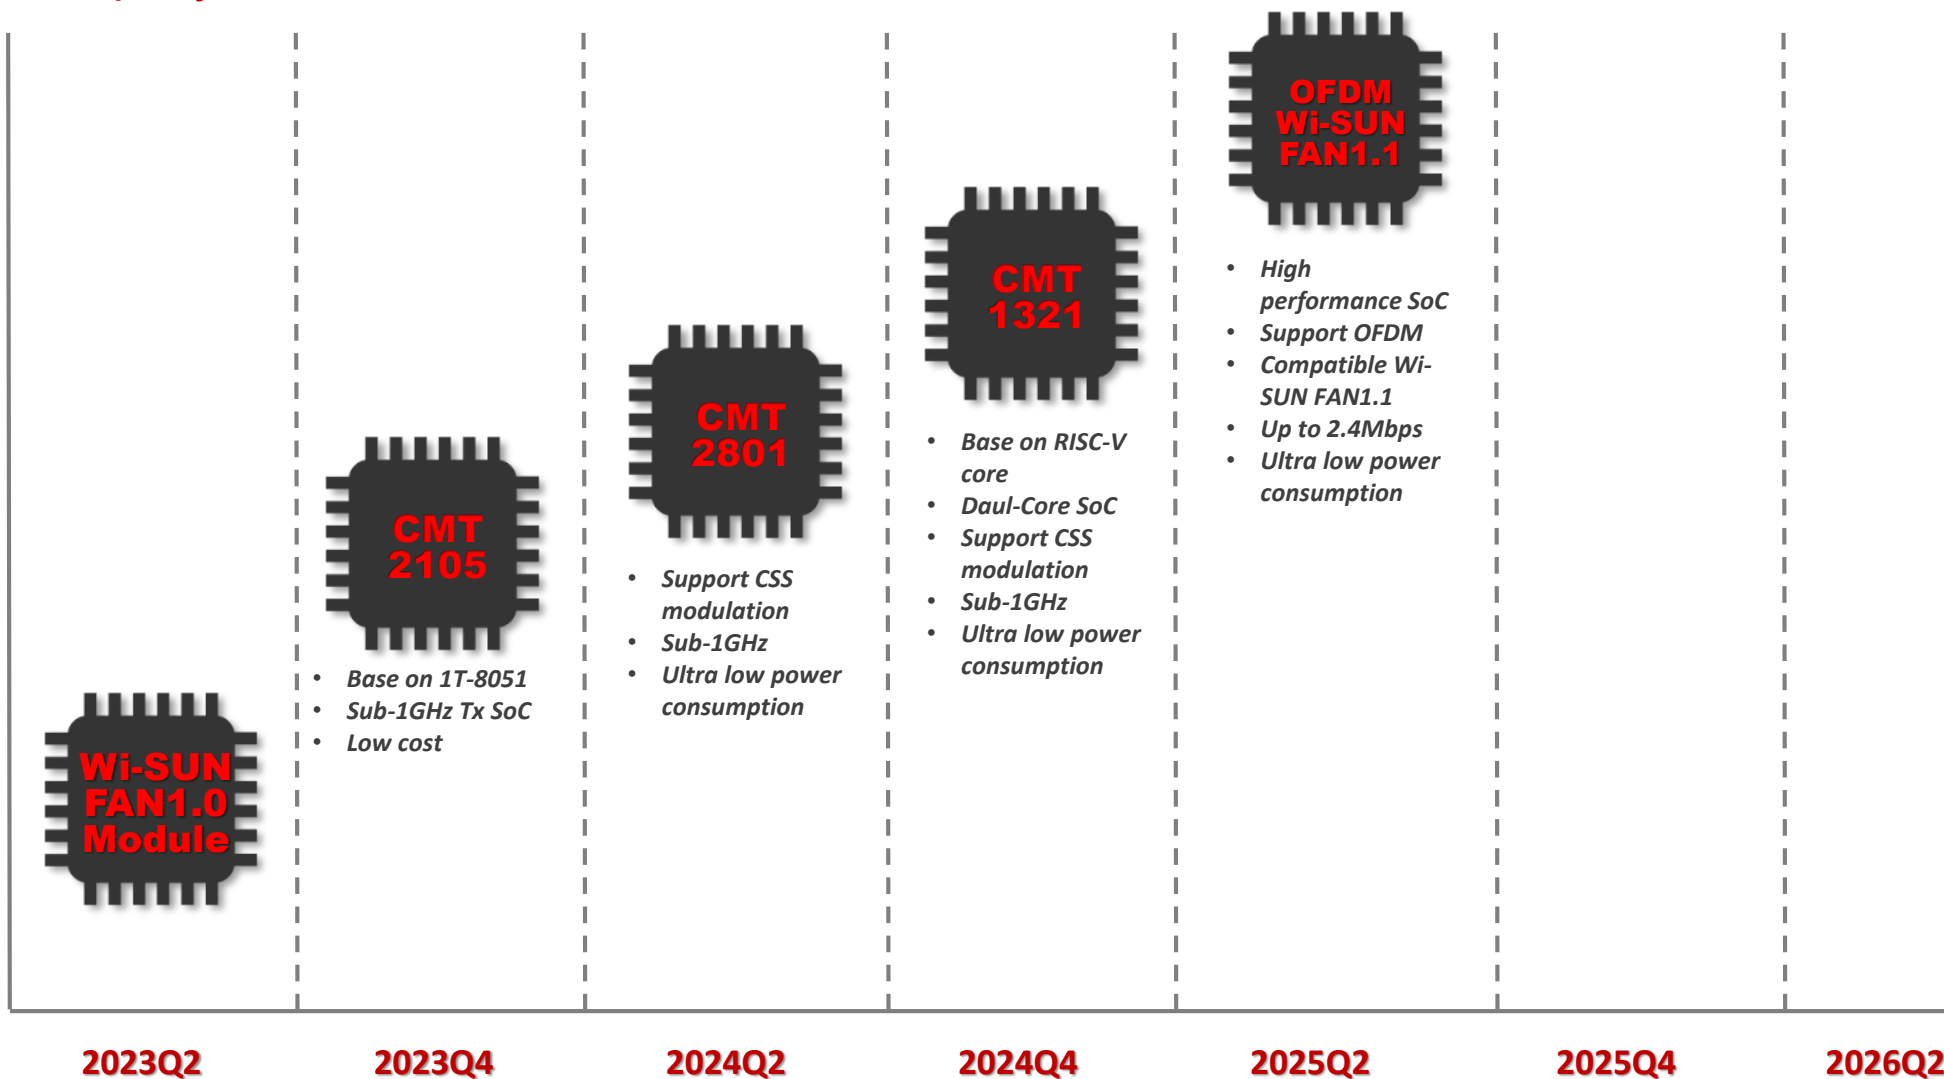 Wi-SUN
FAN1.0
Module
CMT
2105
• Base on 1T-8051
• Sub-1GHz Tx SoC
• Low cost
CMT
2801
• Support CSS
modulation
• Sub-1GHz
• Ultra low power
consumption
CMT
1321
• Base on RISC-V
core
• Daul-Core SoC
• Support CSS
modulation
• Sub-1GHz
• Ultra low power
consumption
OFDM
Wi-SUN
FAN1.1
• High
performance SoC
• Support OFDM
• Compatible Wi-
SUN FAN1.1
• Up to 2.4Mbps
• Ultra low power
consumption
2023Q2
2023Q4
2024Q2
2024Q4
2025Q2
2025Q4
2026Q2